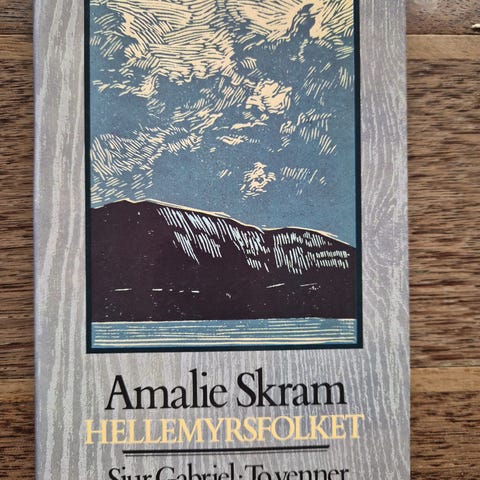 Amalie Skram
HELLEMYRSFOLKET
Sjur Gabriel · To venner